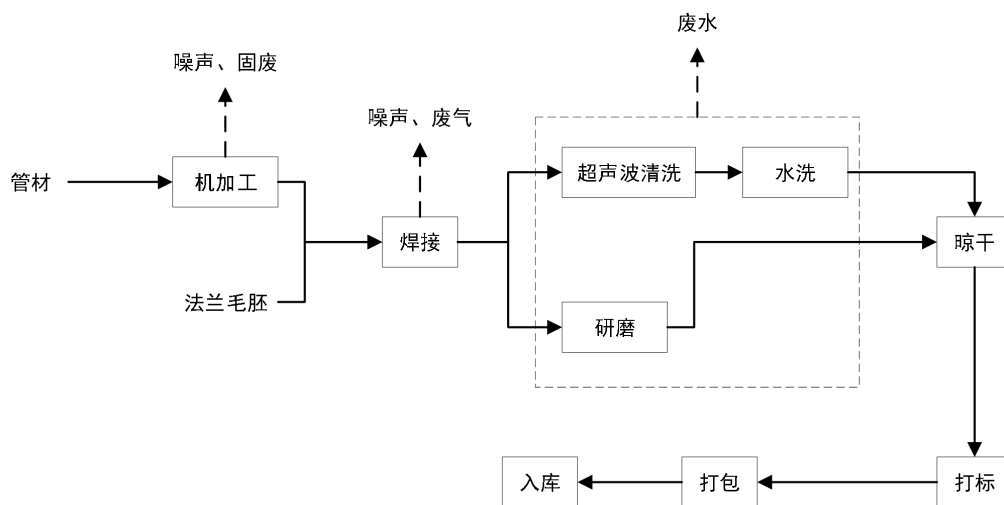 废水
噪声、固废
噪声、废气
管材
机加工
超声波清洗
水洗
焊接
晾干
法兰毛胚
研磨
入库
打包
打标